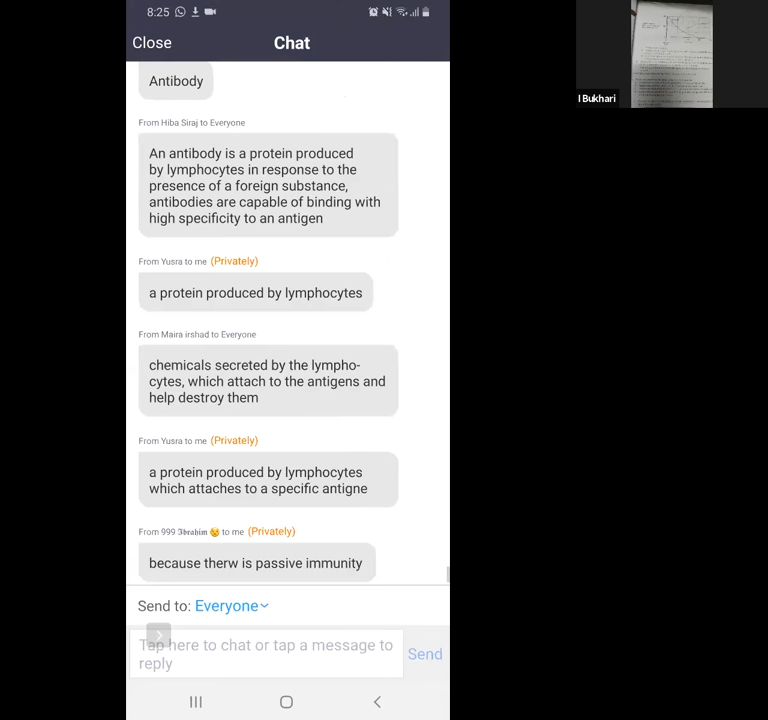 8:25
Close
Chat
Antibody
From Hiba Siraj to Everyone
An antibody is a protein produced
by lymphocytes in response to the
presence of a foreign substance,
antibodies are capable of binding with
high specificity to an antigen
From Yusra to me (Privately)
a protein produced by lymphocytes
From Maira irshad to Everyone
chemicals secreted by the lympho-
cytes, which attach to the antigens and
help destroy them
From Yusra to me (Privately)
a protein produced by lymphocytes
which attaches to a specific antigne
From 999 𝕴𝖇𝖗𝖆𝖍𝖎𝖒 😉 to me (Privately)
because therw is passive immunity
Send to: Everyone
Tap here to chat or tap a message to
reply
Send
I Bukhari